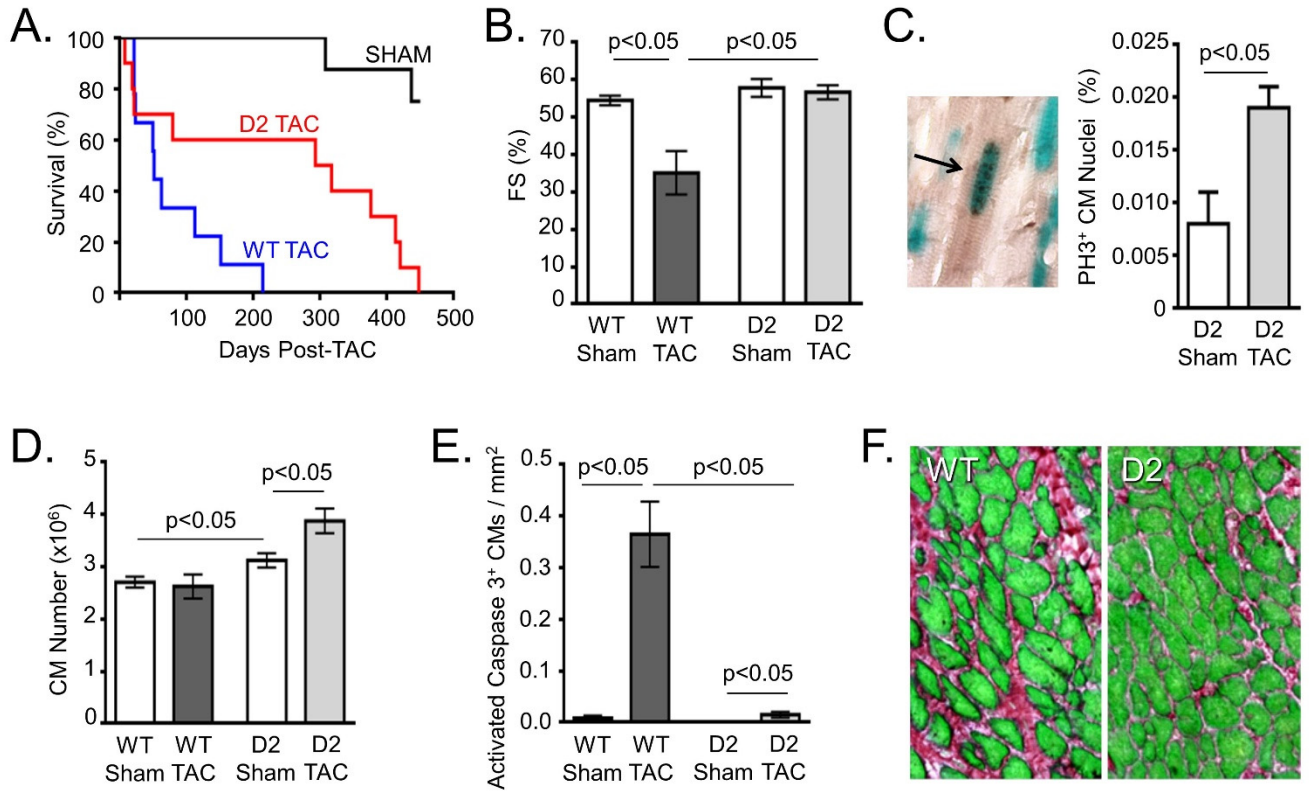 A.
100
80
60
40
20
0
Survival (%)
SHAM
D2 TAC
WT TAC
100 200 300 400 500
Days Post-TAC
B.
70
60
50
40
30
20
10
0
FS (%)
p<0.05 p<0.05
WT Sham
WT TAC
D2 Sham
D2 TAC
C.
0.025
0.020
0.015
0.010
0.005
0
PH3⁺ CM Nuclei (%)
p<0.05
D2 Sham
D2 TAC
D.
5
4
3
2
1
0
CM Number (x10⁶)
p<0.05
p<0.05
WT Sham
WT TAC
D2 Sham
D2 TAC
E.
0.5
0.4
0.3
0.2
0.1
0.0
Activated Caspase 3⁺ CMs / mm²
p<0.05 p<0.05
p<0.05
WT Sham
WT TAC
D2 Sham
D2 TAC
F.
WT
D2